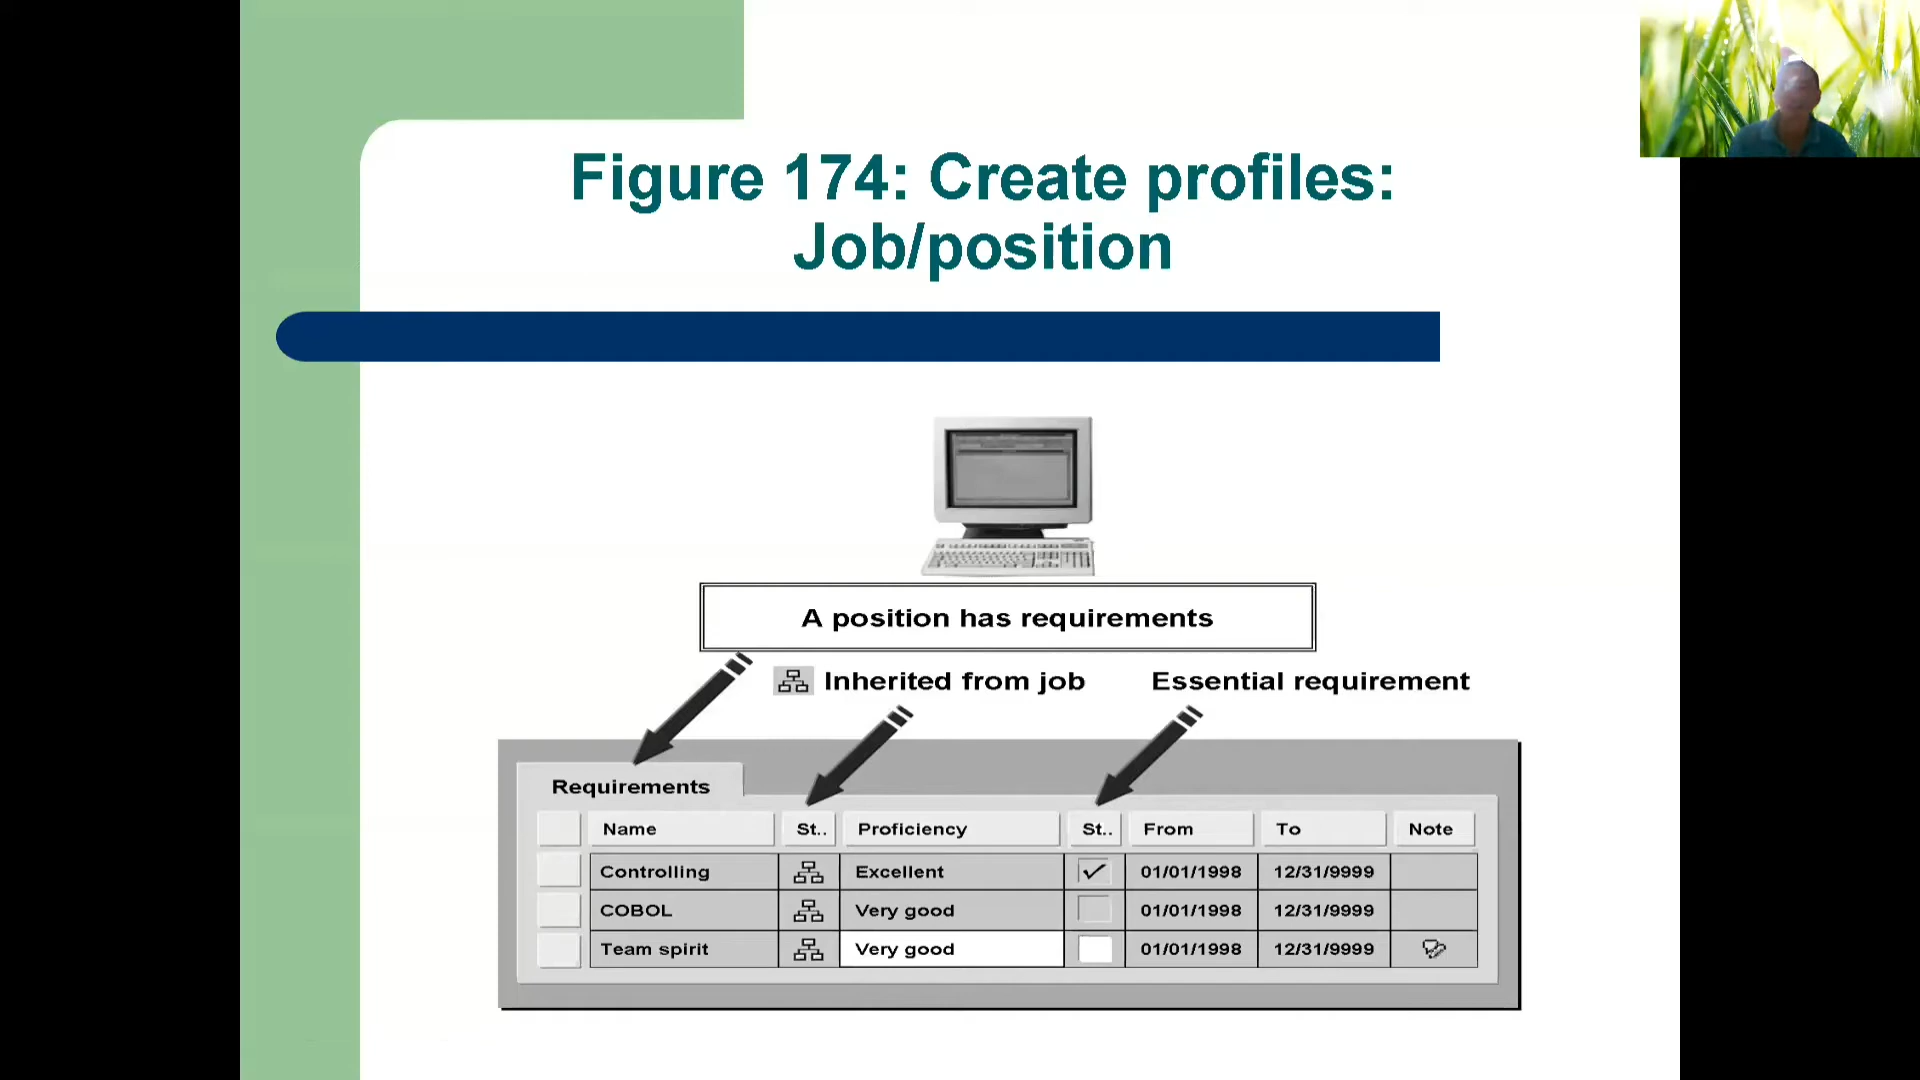 Figure 174: Create profiles:
Job/position
A position has requirements
Inherited from job Essential requirement
Requirements
Name St.. Proficiency St.. From To Note
Controlling Excellent 01/01/1998 12/31/9999
COBOL Very good 01/01/1998 12/31/9999
Team spirit Very good 01/01/1998 12/31/9999